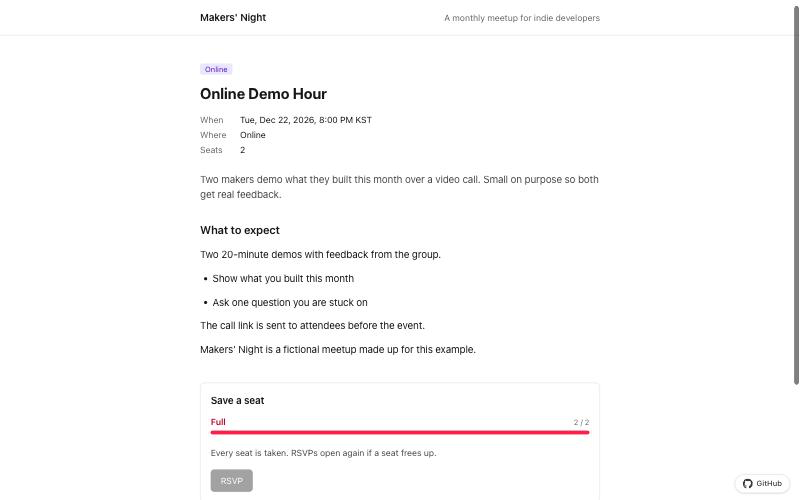 Makers' Night
A monthly meetup for indie developers
Online
Online Demo Hour
When Tue, Dec 22, 2026, 8:00 PM KST
Where Online
Seats 2
Two makers demo what they built this month over a video call. Small on purpose so both
get real feedback.
What to expect
Two 20-minute demos with feedback from the group.
• Show what you built this month
• Ask one question you are stuck on
The call link is sent to attendees before the event.
Makers' Night is a fictional meetup made up for this example.
Save a seat
Full 2 / 2
Every seat is taken. RSVPs open again if a seat frees up.
RSVP
GitHub